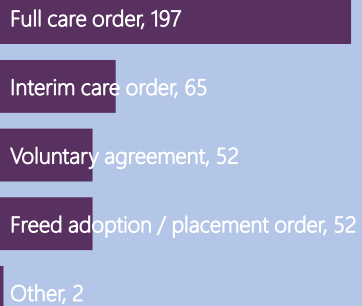 Full care order, 197
Interim care order, 65
Voluntary agreement, 52
Freed adoption / placement order, 52
Other, 2